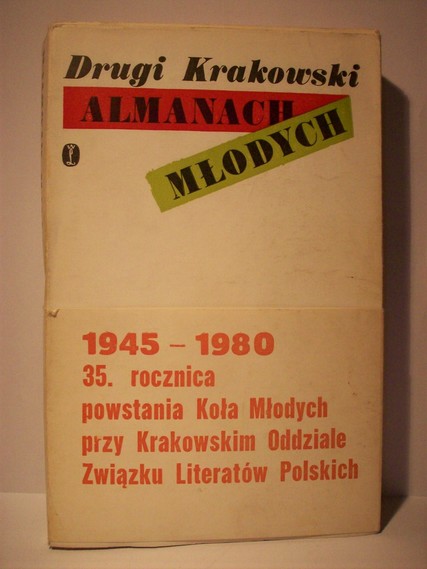 Drugi Krakowski
ALMANACH
MŁODYCH
1945 – 1980
35. rocznica
powstania Koła Młodych
przy Krakowskim Oddziale
Związku Literatów Polskich